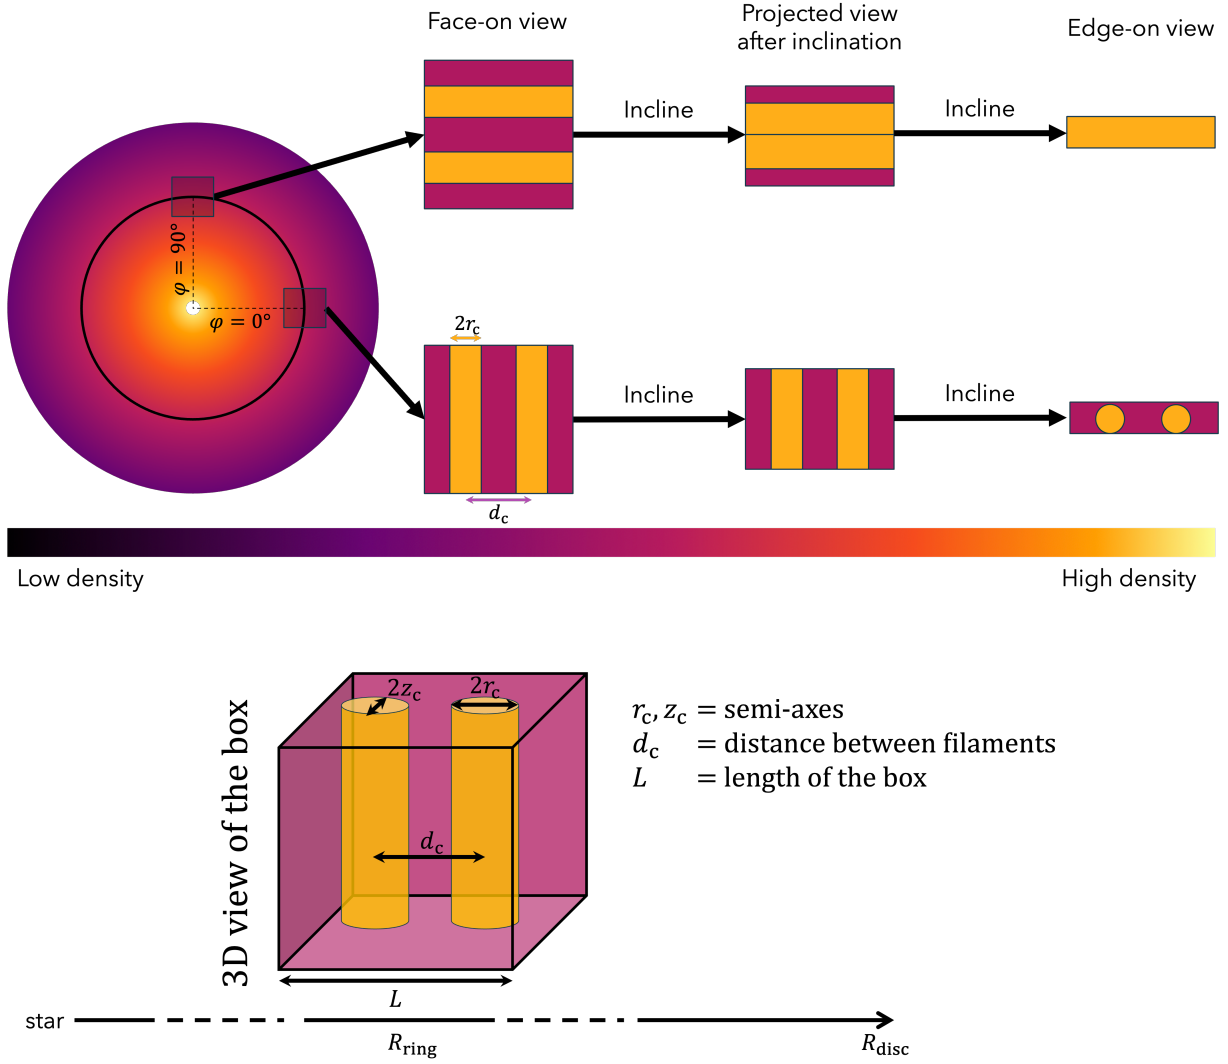 Face-on view
Projected view
after inclination
Edge-on view
Incline
Incline
φ = 90°
φ = 0°
2r_c
Incline
Incline
d_c
Low density
High density
3D view of the box
2z_c
2r_c
r_c, z_c = semi-axes
d_c = distance between filaments
L = length of the box
d_c
L
star
R_ring
R_disc